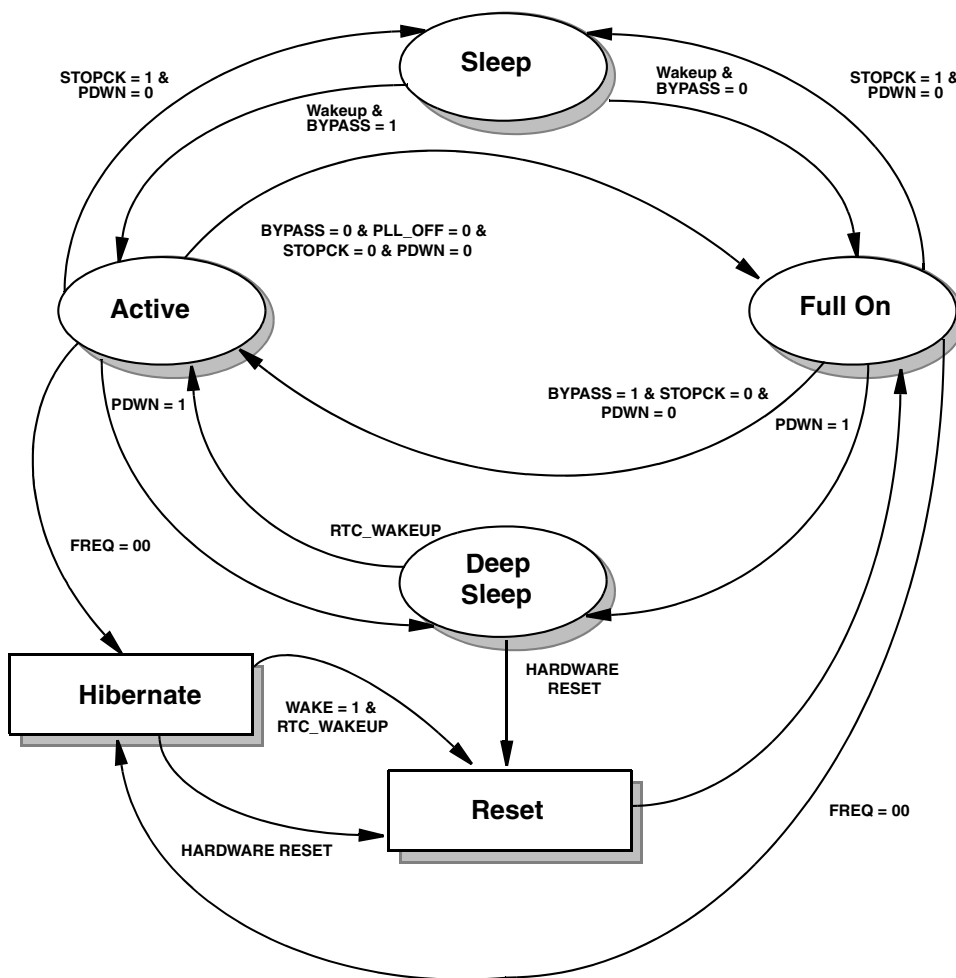 Sleep
STOPCK = 1 &
PDWN = 0
Wakeup &
BYPASS = 1
Wakeup &
BYPASS = 0
STOPCK = 1 &
PDWN = 0
BYPASS = 0 & PLL_OFF = 0 &
STOPCK = 0 & PDWN = 0
Active
Full On
PDWN = 1
BYPASS = 1 & STOPCK = 0 &
PDWN = 0
PDWN = 1
RTC_WAKEUP
FREQ = 00
Deep
Sleep
HARDWARE
RESET
Hibernate
WAKE = 1 &
RTC_WAKEUP
Reset
FREQ = 00
HARDWARE RESET